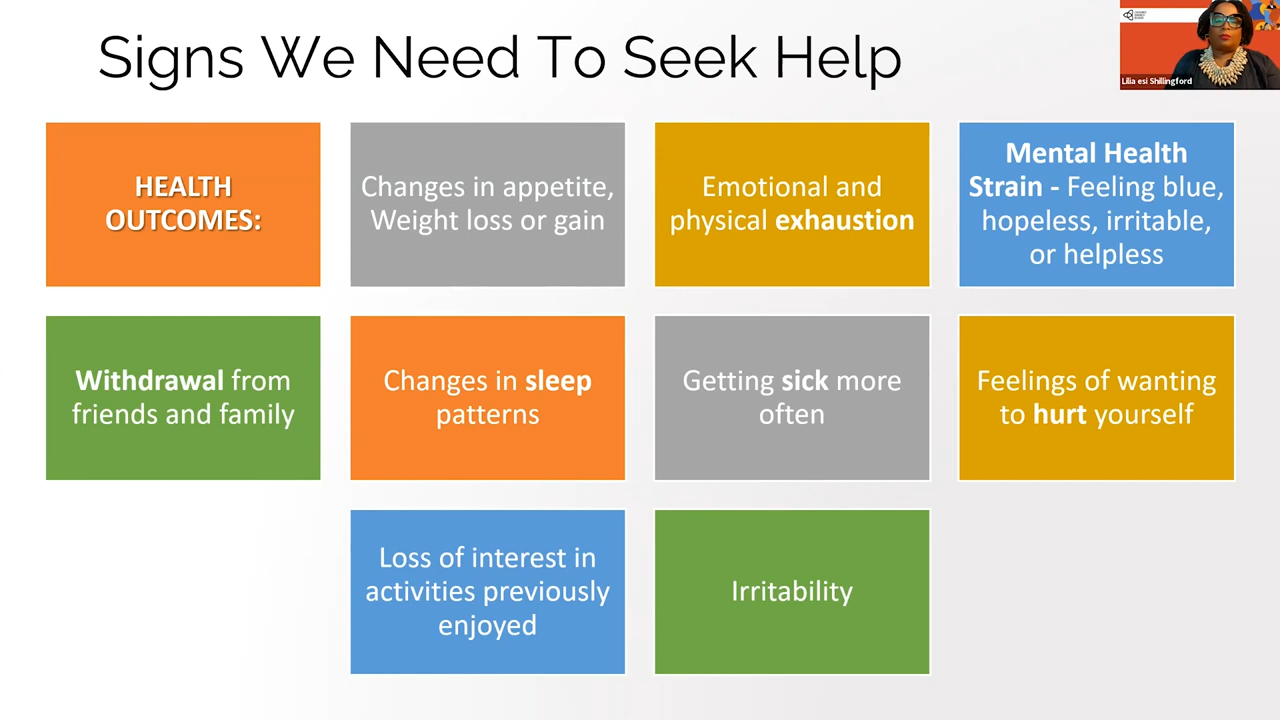 Signs We Need To Seek Help
Lilia esi Shillingford
HEALTH
OUTCOMES:
Changes in appetite,
Weight loss or gain
Emotional and
physical exhaustion
Mental Health
Strain - Feeling blue,
hopeless, irritable,
or helpless
Withdrawal from
friends and family
Changes in sleep
patterns
Getting sick more
often
Feelings of wanting
to hurt yourself
Loss of interest in
activities previously
enjoyed
Irritability